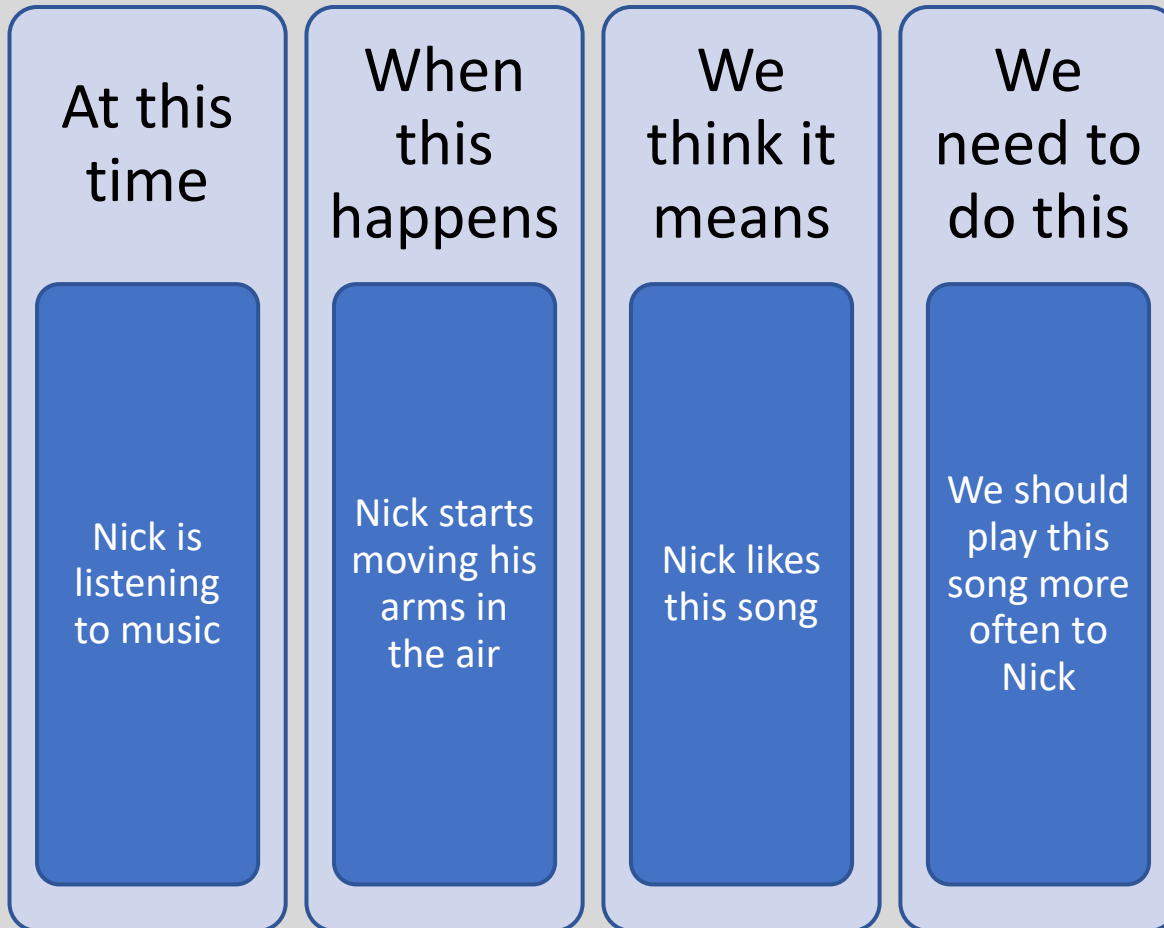 At this
time
When
this
happens
We
think it
means
We
need to
do this
Nick is
listening
to music
Nick starts
moving his
arms in
the air
Nick likes
this song
We should
play this
song more
often to
Nick